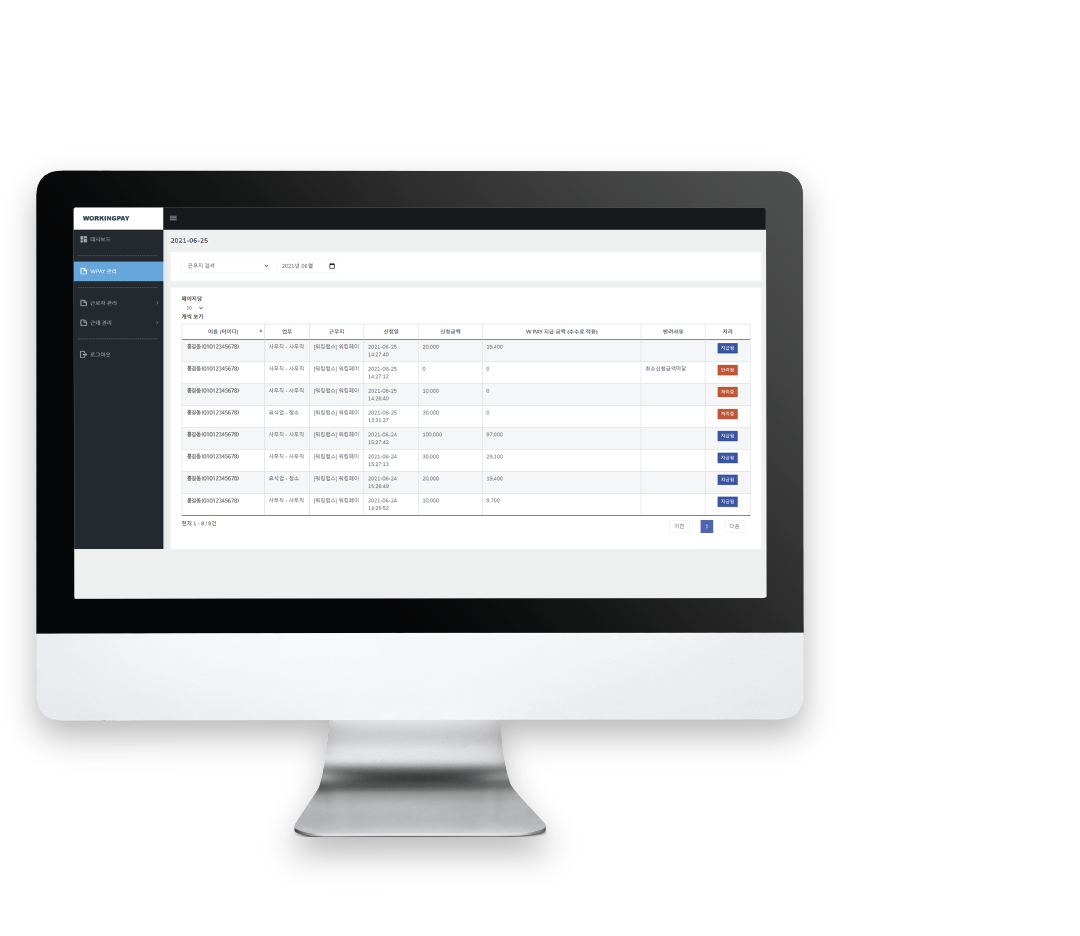 WORKINGPAY
대시보드
WPAY 관리
근로자 관리
근태 관리
로그아웃
2021-06-25
근무지 검색 2021년 06월
페이지당
10
개씩 보기
이름 (아이디) 업무 근무지 신청일 신청금액 W PAY 지급 금액 (수수료 적용) 반려사유 처리
홍길동(01012345678) 사무직 - 사무직 [워킹랩스] 워킹페이 2021-06-25 20,000 19,400 지급됨
14:27:40
홍길동(01012345678) 사무직 - 사무직 [워킹랩스] 워킹페이 2021-06-25 0 0 최소신청금액미달 반려됨
14:27:12
홍길동(01012345678) 사무직 - 사무직 [워킹랩스] 워킹페이 2021-06-25 10,000 0 처리중
14:26:40
홍길동(01012345678) 요식업 - 청소 [워킹랩스] 워킹페이 2021-06-25 30,000 0 처리중
13:31:27
홍길동(01012345678) 사무직 - 사무직 [워킹랩스] 워킹페이 2021-06-24 100,000 97,000 지급됨
15:27:42
홍길동(01012345678) 사무직 - 사무직 [워킹랩스] 워킹페이 2021-06-24 30,000 29,100 지급됨
15:27:13
홍길동(01012345678) 요식업 - 청소 [워킹랩스] 워킹페이 2021-06-24 20,000 19,400 지급됨
15:26:49
홍길동(01012345678) 사무직 - 사무직 [워킹랩스] 워킹페이 2021-06-24 10,000 9,700 지급됨
14:25:52
현재 1 - 8 / 8건
이전 1 다음